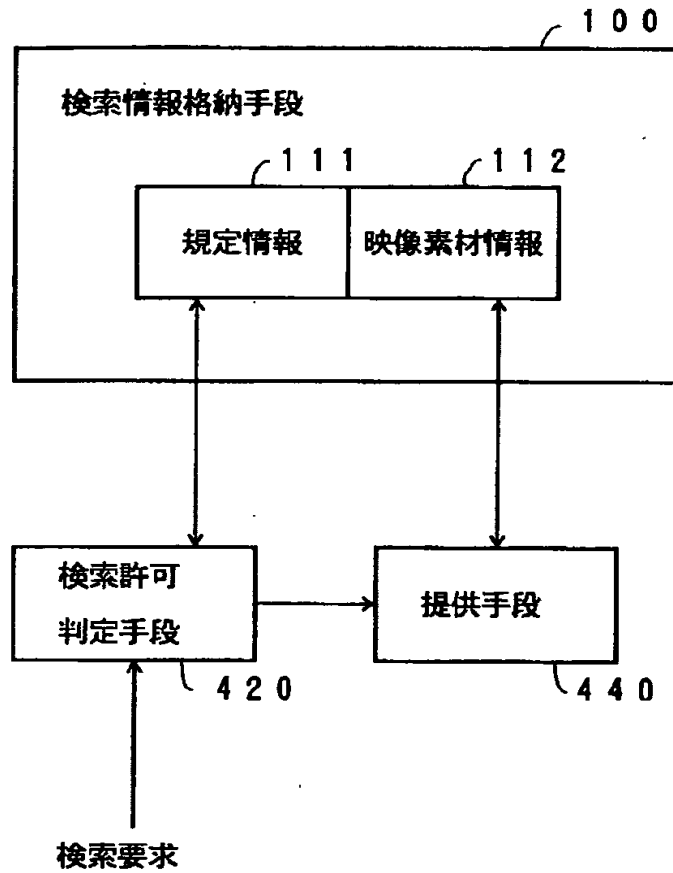 100
検索情報格納手段
111 112
規定情報 映像素材情報
検索許可
判定手段
提供手段
420 440
検索要求